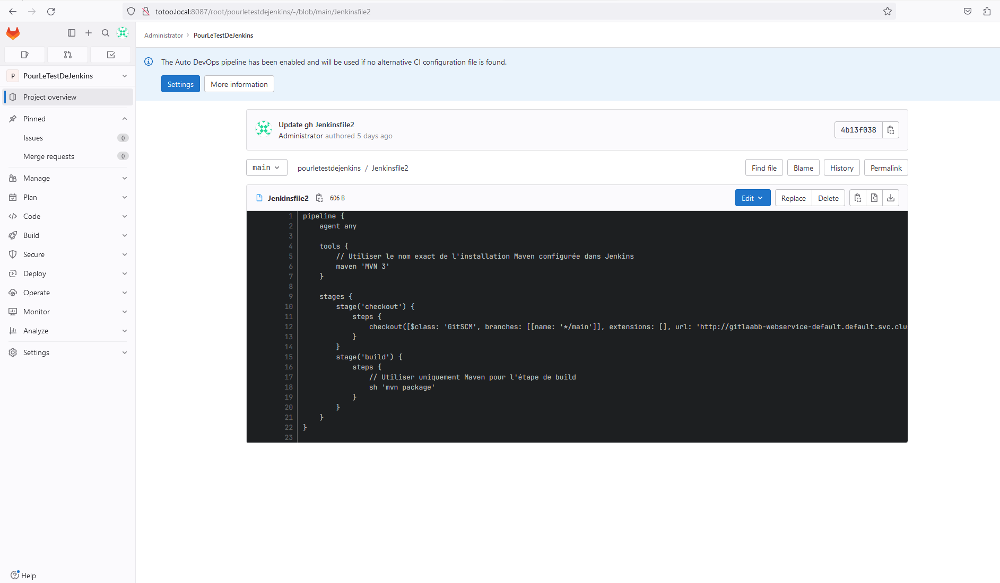 totoo.local:8087/root/pourletestdejenkins/-/blob/main/Jenkinsfile2
Administrator > PourLeTestDeJenkins
The Auto DevOps pipeline has been enabled and will be used if no alternative CI configuration file is found.
Settings
More information
P PourLeTestDeJenkins
Project overview
Pinned
Issues 0
Merge requests 0
Manage
Plan
Code
Build
Secure
Deploy
Operate
Monitor
Analyze
Settings
Help
Update gh Jenkinsfile2
Administrator authored 5 days ago
4b13f038
main
pourletestdejenkins / Jenkinsfile2
Find file
Blame
History
Permalink
Jenkinsfile2 606 B
Edit
Replace
Delete
1 pipeline {
2     agent any
3
4     tools {
5         // Utiliser le nom exact de l'installation Maven configurée dans Jenkins
6         maven 'MVN 3'
7     }
8
9     stages {
10         stage('checkout') {
11             steps {
12                 checkout([$class: 'GitSCM', branches: [[name: '*/main']], extensions: [], url: 'http://gitlaabb-webservice-default.default.svc.clu
13             }
14         }
15         stage('build') {
16             steps {
17                 // Utiliser uniquement Maven pour l'étape de build
18                 sh 'mvn package'
19             }
20         }
21     }
22 }
23